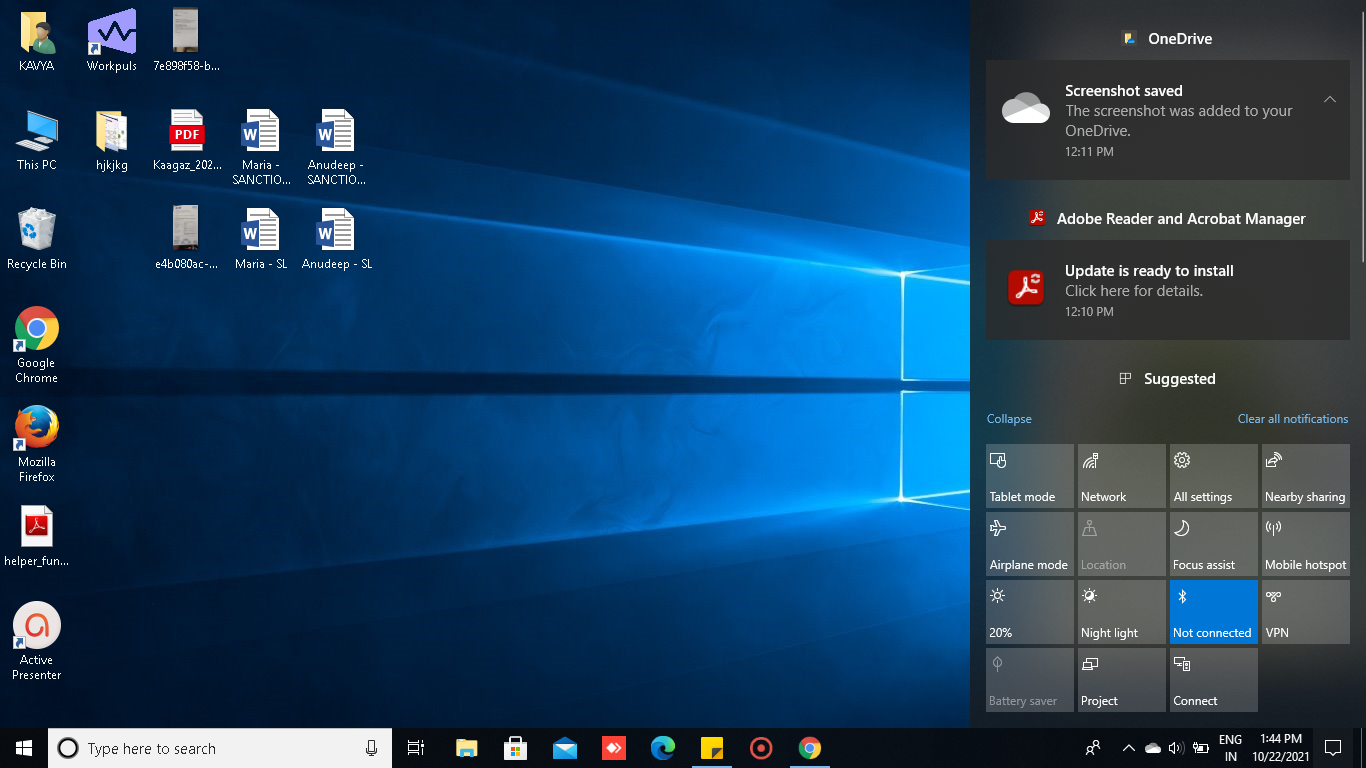 KAVYA
Workpuls
7e898f58-b...
This PC
hjkjkg
PDF
Kaagaz_202...
W
Maria -
SANCTIO...
W
Anudeep -
SANCTIO...
Recycle Bin
e4b080ac-...
W
Maria - SL
W
Anudeep - SL
Google
Chrome
Mozilla
Firefox
helper_fun...
Active
Presenter
OneDrive
Screenshot saved
The screenshot was added to your
OneDrive.
12:11 PM
Adobe Reader and Acrobat Manager
Update is ready to install
Click here for details.
12:10 PM
Suggested
Collapse
Clear all notifications
Tablet mode
Network
All settings
Nearby sharing
Airplane mode
Location
Focus assist
Mobile hotspot
20%
Night light
Not connected
VPN
Battery saver
Project
Connect
Type here to search
ENG
IN
1:44 PM
10/22/2021